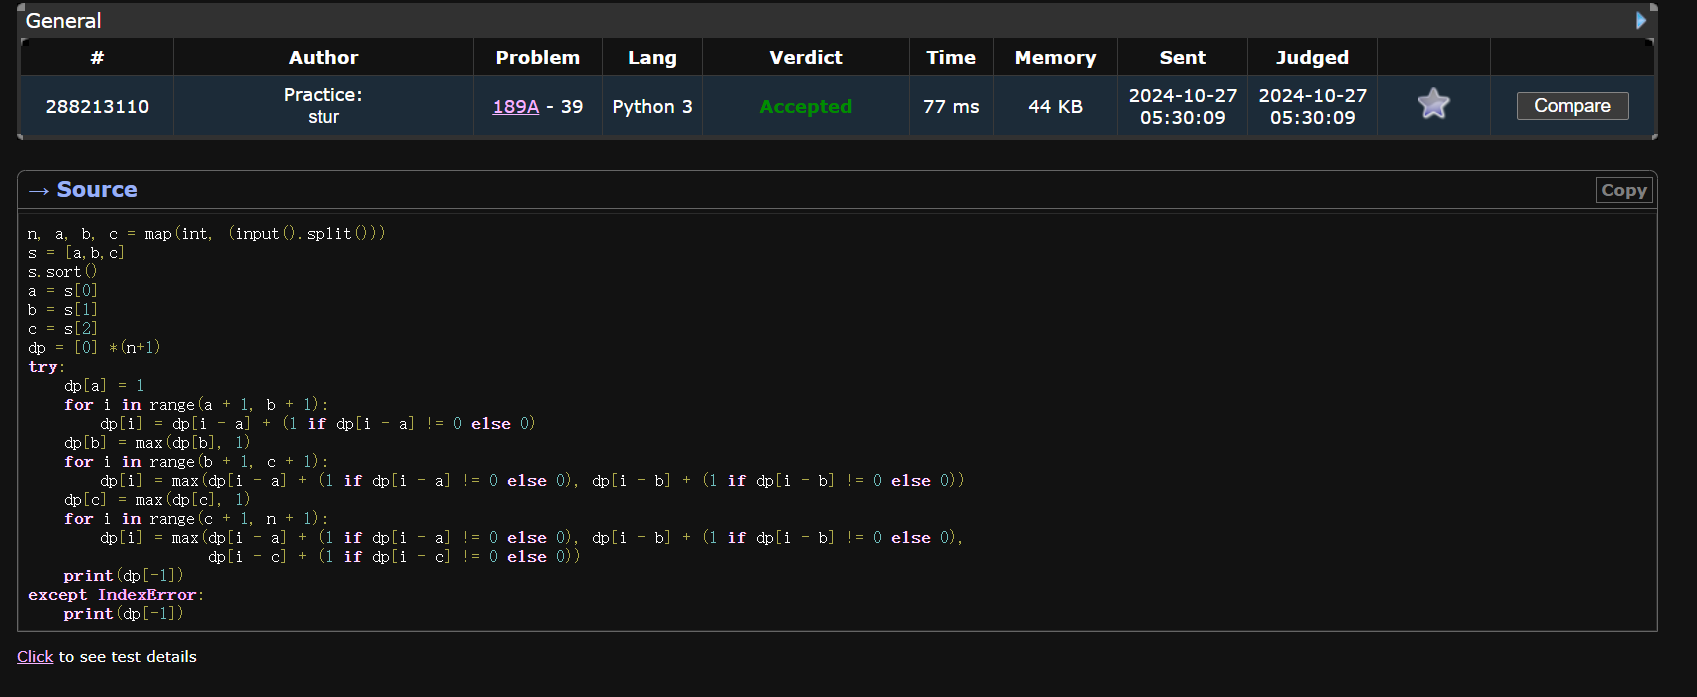 General
# Author Problem Lang Verdict Time Memory Sent Judged
288213110 Practice: stur 189A - 39 Python 3 Accepted 77 ms 44 KB 2024-10-27 05:30:09 2024-10-27 05:30:09 Compare
→ Source Copy
n, a, b, c = map(int, (input().split()))
s = [a,b,c]
s.sort()
a = s[0]
b = s[1]
c = s[2]
dp = [0] *(n+1)
try:
    dp[a] = 1
    for i in range(a + 1, b + 1):
        dp[i] = dp[i - a] + (1 if dp[i - a] != 0 else 0)
    dp[b] = max(dp[b], 1)
    for i in range(b + 1, c + 1):
        dp[i] = max(dp[i - a] + (1 if dp[i - a] != 0 else 0), dp[i - b] + (1 if dp[i - b] != 0 else 0))
    dp[c] = max(dp[c], 1)
    for i in range(c + 1, n + 1):
        dp[i] = max(dp[i - a] + (1 if dp[i - a] != 0 else 0), dp[i - b] + (1 if dp[i - b] != 0 else 0),
                    dp[i - c] + (1 if dp[i - c] != 0 else 0))
    print(dp[-1])
except IndexError:
    print(dp[-1])
Click to see test details